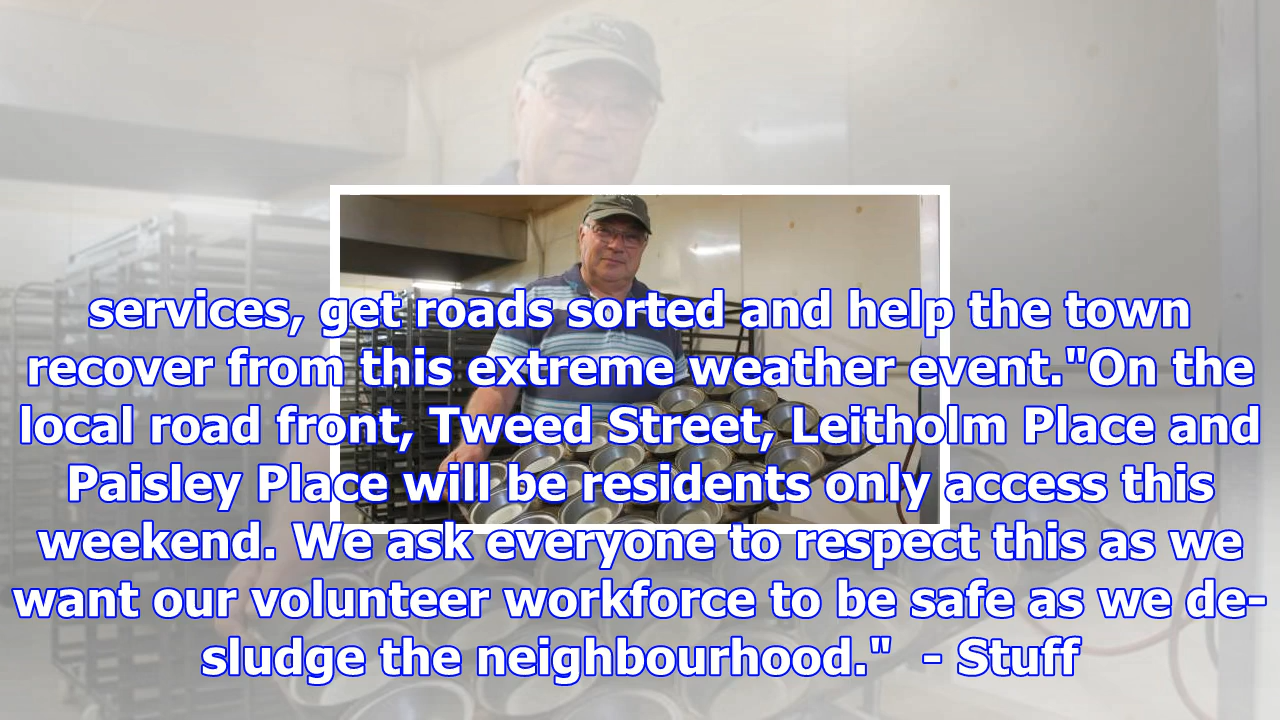 services, get roads sorted and help the town
recover from this extreme weather event."On the
local road front, Tweed Street, Leitholm Place and
Paisley Place will be residents only access this
weekend. We ask everyone to respect this as we
want our volunteer workforce to be safe as we de-
sludge the neighbourhood."  - Stuff